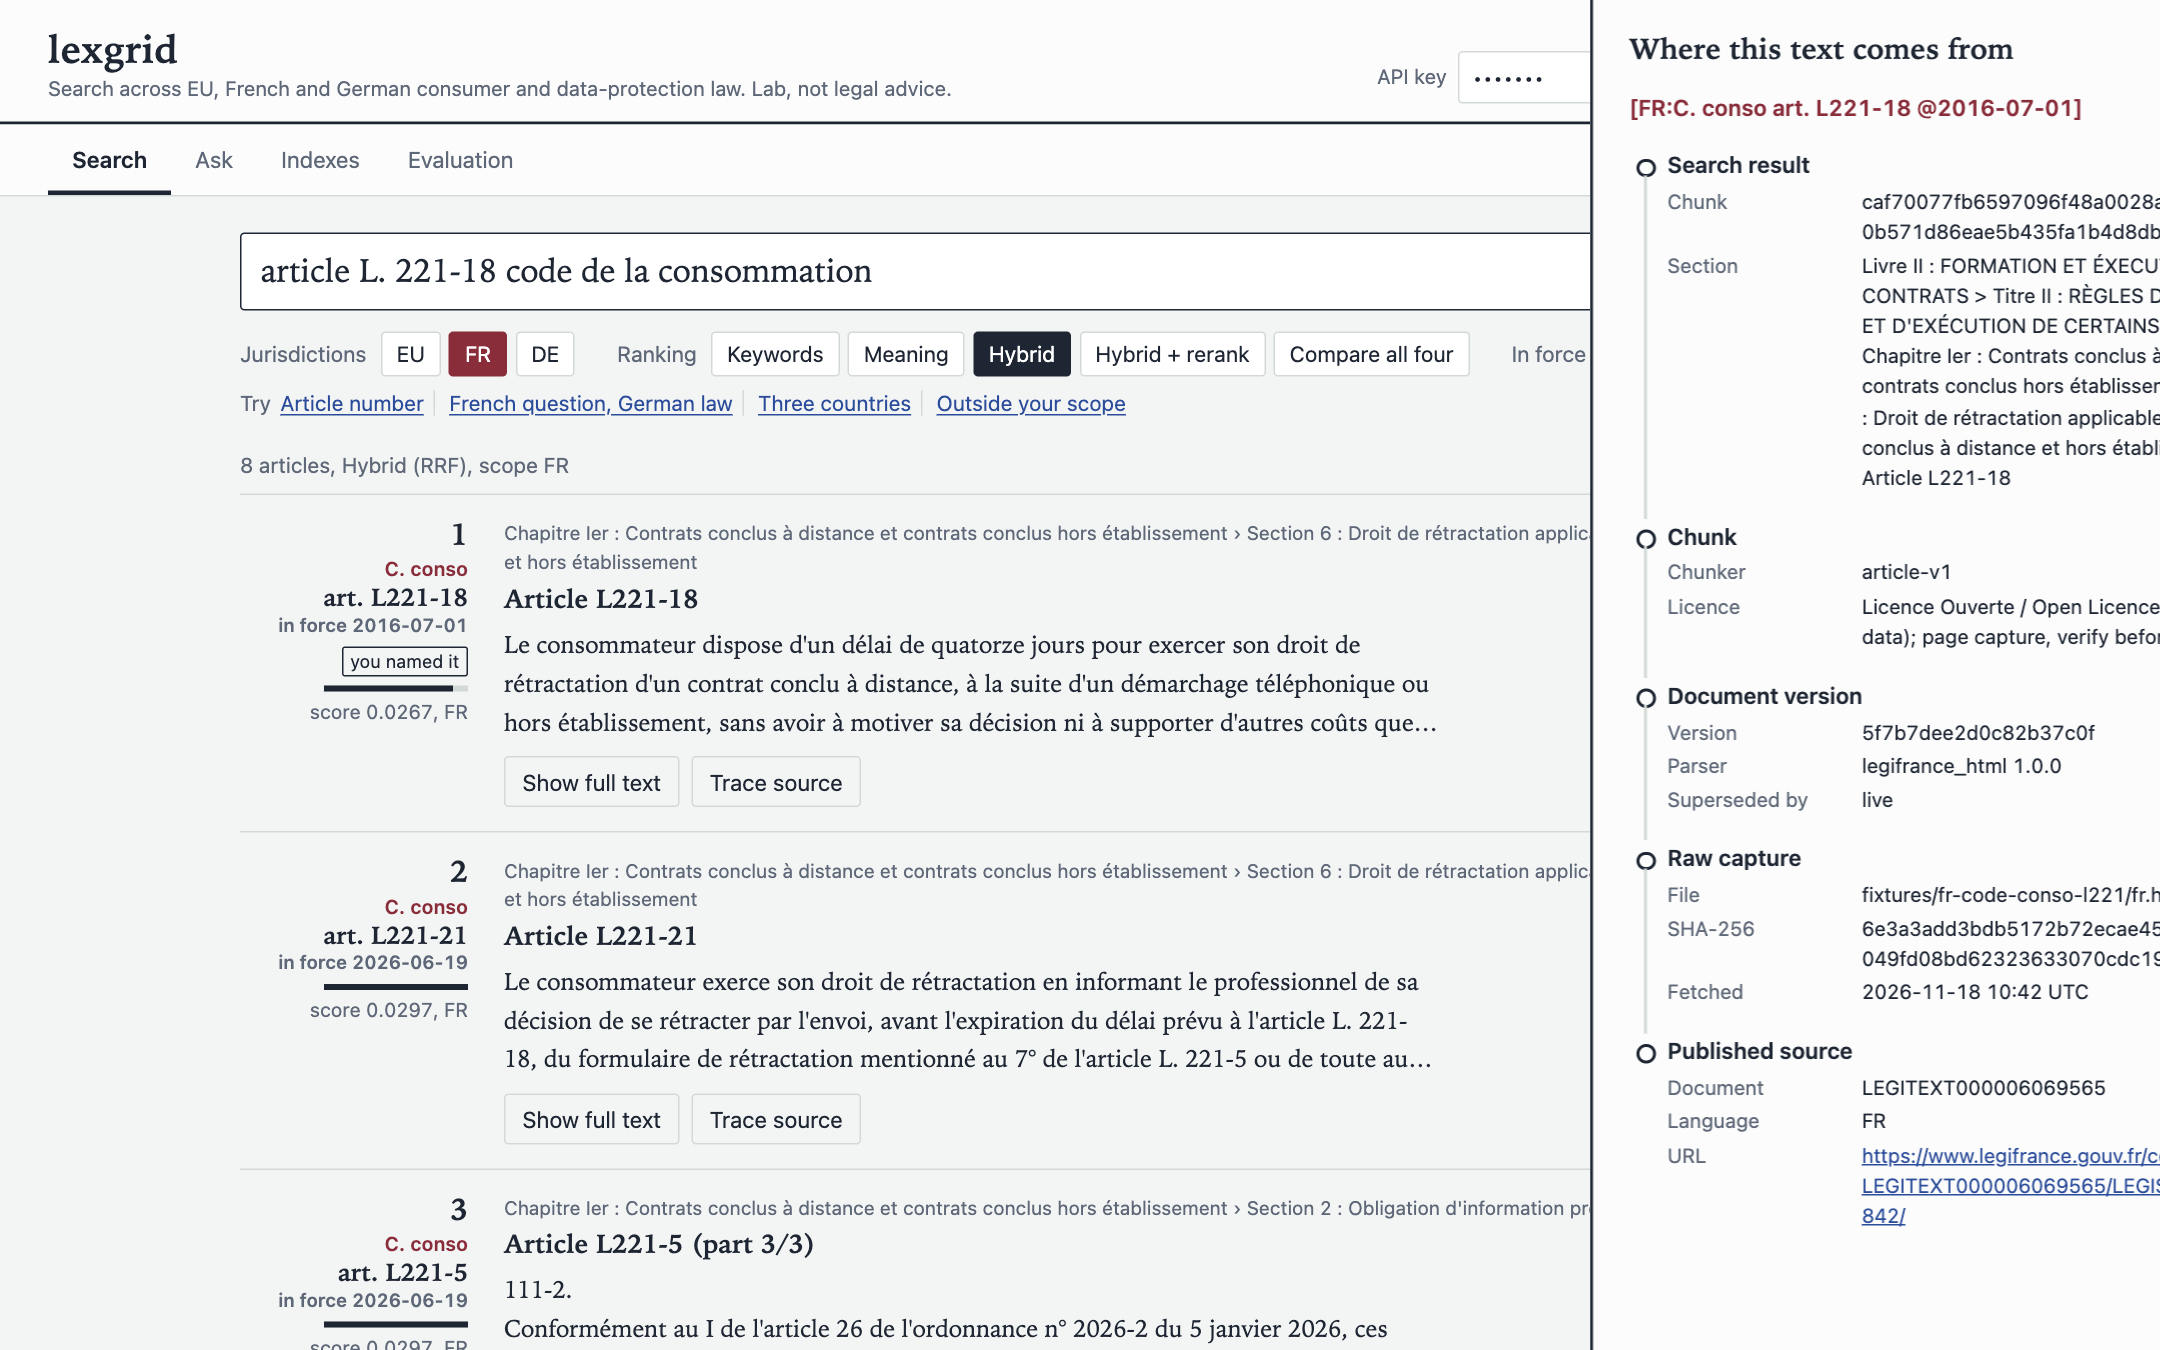 lexgrid
Search across EU, French and German consumer and data-protection law. Lab, not legal advice.
API key
•••••••
Search
Ask
Indexes
Evaluation
article L. 221-18 code de la consommation
Jurisdictions
EU
FR
DE
Ranking
Keywords
Meaning
Hybrid
Hybrid + rerank
Compare all four
In force
Try
Article number
French question, German law
Three countries
Outside your scope
8 articles, Hybrid (RRF), scope FR
1
C. conso
art. L221-18
in force 2016-07-01
you named it
score 0.0267, FR
Chapitre Ier : Contrats conclus à distance et contrats conclus hors établissement › Section 6 : Droit de rétractation applic
et hors établissement
Article L221-18
Le consommateur dispose d'un délai de quatorze jours pour exercer son droit de
rétractation d'un contrat conclu à distance, à la suite d'un démarchage téléphonique ou
hors établissement, sans avoir à motiver sa décision ni à supporter d'autres coûts que…
Show full text
Trace source
2
C. conso
art. L221-21
in force 2026-06-19
score 0.0297, FR
Chapitre Ier : Contrats conclus à distance et contrats conclus hors établissement › Section 6 : Droit de rétractation applic
et hors établissement
Article L221-21
Le consommateur exerce son droit de rétractation en informant le professionnel de sa
décision de se rétracter par l'envoi, avant l'expiration du délai prévu à l'article L. 221-
18, du formulaire de rétractation mentionné au 7° de l'article L. 221-5 ou de toute au…
Show full text
Trace source
3
C. conso
art. L221-5
in force 2026-06-19
score 0.0297, FR
Chapitre Ier : Contrats conclus à distance et contrats conclus hors établissement › Section 2 : Obligation d'information pr
Article L221-5 (part 3/3)
111-2.
Conformément au I de l'article 26 de l'ordonnance n° 2026-2 du 5 janvier 2026, ces
Where this text comes from
[FR:C. conso art. L221-18 @2016-07-01]
Search result
Chunk
caf70077fb6597096f48a0028a
0b571d86eae5b435fa1b4d8db
Section
Livre II : FORMATION ET EXÉCU
CONTRATS > Titre II : RÈGLES D
ET D'EXÉCUTION DE CERTAINS
Chapitre Ier : Contrats conclus à
contrats conclus hors établisser
: Droit de rétractation applicable
conclus à distance et hors établi
Article L221-18
Chunk
Chunker
article-v1
Licence
Licence Ouverte / Open Licence
data); page capture, verify befor
Document version
Version
5f7b7dee2d0c82b37c0f
Parser
legifrance_html 1.0.0
Superseded by
live
Raw capture
File
fixtures/fr-code-conso-l221/fr.h
SHA-256
6e3a3add3bdb5172b72ecae45
049fd08bd62323633070cdc19
Fetched
2026-11-18 10:42 UTC
Published source
Document
LEGITEXT000006069565
Language
FR
URL
https://www.legifrance.gouv.fr/c
LEGITEXT000006069565/LEGIS
842/